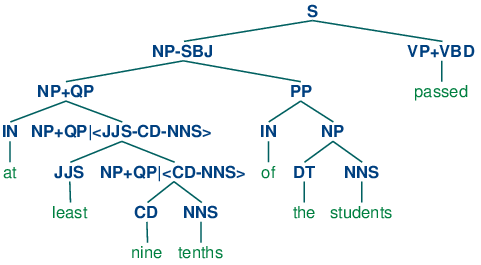 S
NP-SBJ VP+VBD
NP+QP PP passed
IN NP+QP|<JJS-CD-NNS> IN NP
at JJS NP+QP|<CD-NNS> of DT NNS
least CD NNS the students
nine tenths